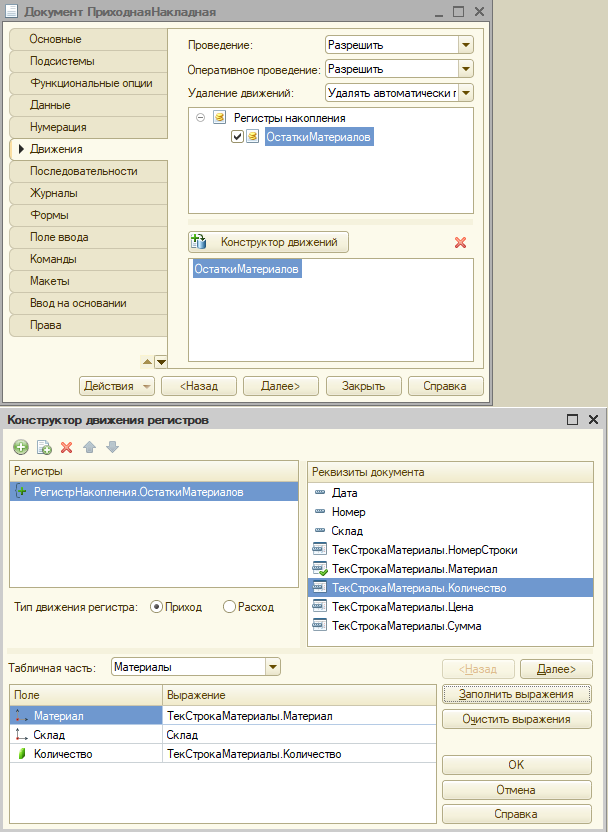 Документ ПриходнаяНакладная
Основные
Подсистемы
Функциональные опции
Данные
Нумерация
Движения
Последовательности
Журналы
Формы
Поле ввода
Команды
Макеты
Ввод на основании
Права
Проведение: Разрешить
Оперативное проведение: Разрешить
Удаление движений: Удалять автоматически г
Регистры накопления
ОстаткиМатериалов
Конструктор движений
ОстаткиМатериалов
Действия <Назад Далее> Закрыть Справка
Конструктор движения регистров
Регистры
РегистрНакопления.ОстаткиМатериалов
Тип движения регистра: Приход Расход
Реквизиты документа
Дата
Номер
Склад
ТекСтрокаМатериалы.НомерСтроки
ТекСтрокаМатериалы.Материал
ТекСтрокаМатериалы.Количество
ТекСтрокаМатериалы.Цена
ТекСтрокаМатериалы.Сумма
Табличная часть: Материалы
<Назад Далее>
Поле Выражение
Материал ТекСтрокаМатериалы.Материал
Склад Склад
Количество ТекСтрокаМатериалы.Количество
Заполнить выражения
Очистить выражения
ОК
Отмена
Справка